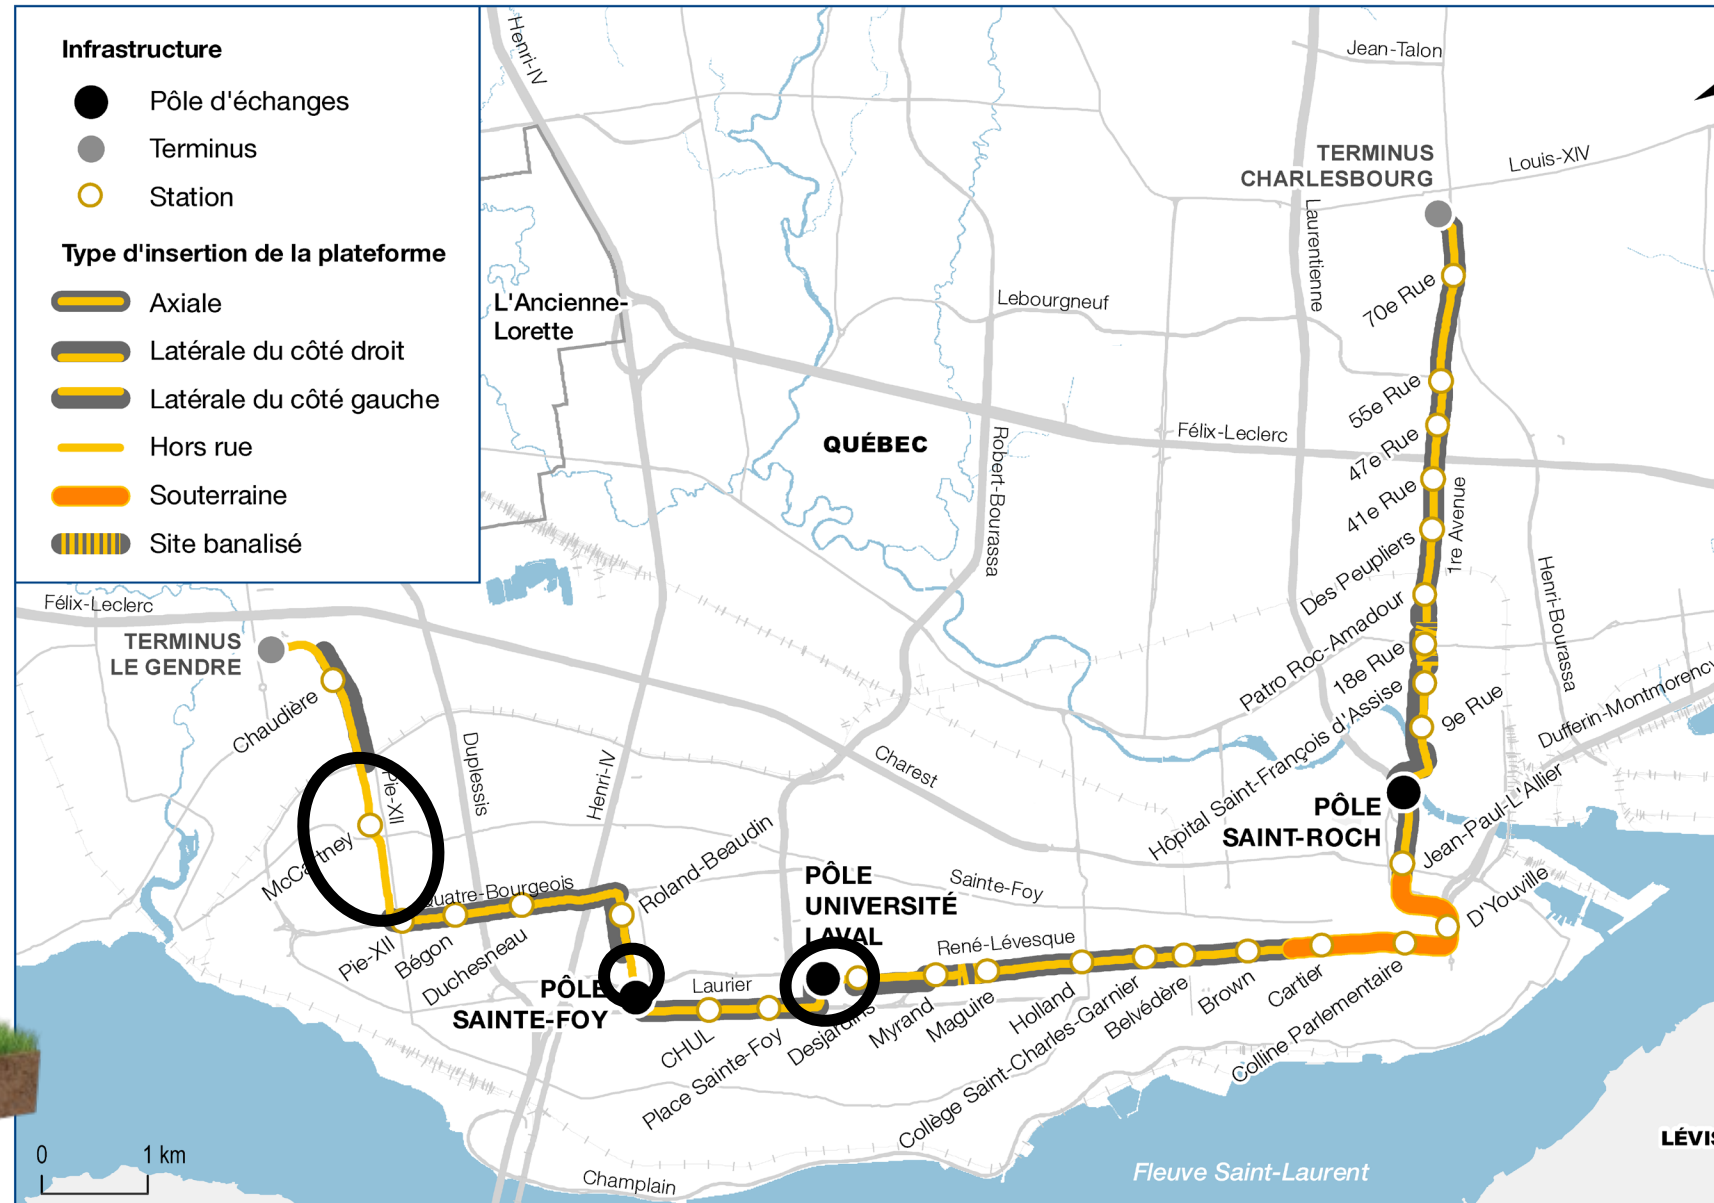 Infrastructure
Pôle d'échanges
Terminus
Station
Type d'insertion de la plateforme
Axiale
Latérale du côté droit
Latérale du côté gauche
Hors rue
Souterraine
Site banalisé
Henri-IV
Jean-Talon
TERMINUS
CHARLESBOURG
Louis-XIV
Laurentienne
L'Ancienne-
Lorette
Lebourgneuf
70e Rue
55e Rue
QUÉBEC
Félix-Leclerc
47e Rue
Robert-Bourassa
41e Rue
1re Avenue
Des Peupliers
Henri-Bourassa
Félix-Leclerc
Patro Roc-Amadour
TERMINUS
LE GENDRE
18e Rue
Hôpital Saint-François d'Assise
9e Rue
Dufferin-Montmorency
Chaudière
Duplessis
Henri-IV
Charest
Pie-XII
PÔLE
SAINT-ROCH
Jean-Paul-L'Allier
McCartney
Roland-Beaudin
Quatre-Bourgeois
PÔLE
UNIVERSITÉ
LAVAL
Sainte-Foy
D'Youville
Pie-XII
Bégon
Duchesneau
René-Lévesque
PÔLE
SAINTE-FOY
Laurier
CHUL
Place Sainte-Foy
Desjardins
Myrand
Maguire
Holland
Collège Saint-Charles-Garnier
Belvédère
Brown
Cartier
Colline Parlementaire
0 1 km
Champlain
Fleuve Saint-Laurent
LÉVIS